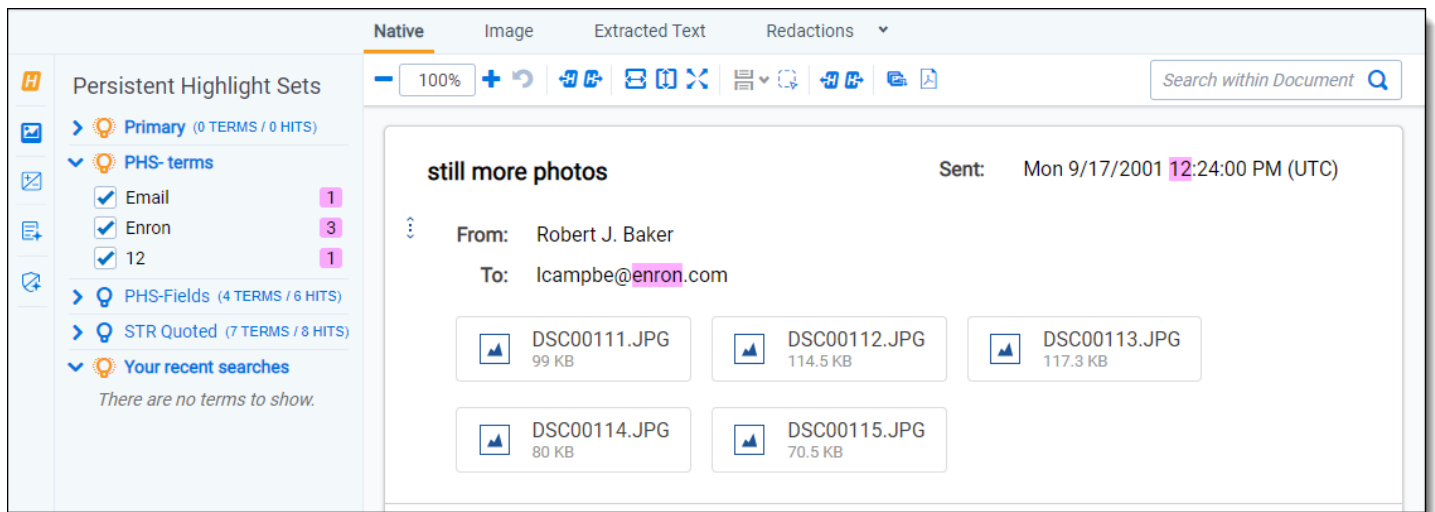 Native Image Extracted Text Redactions
Persistent Highlight Sets
Primary (0 TERMS / 0 HITS)
PHS- terms
Email 1
Enron 3
12 1
PHS-Fields (4 TERMS / 6 HITS)
STR Quoted (7 TERMS / 8 HITS)
Your recent searches
There are no terms to show.
100%
Search within Document
still more photos
Sent: Mon 9/17/2001 12:24:00 PM (UTC)
From: Robert J. Baker
To: lcampbe@enron.com
DSC00111.JPG
99 KB
DSC00112.JPG
114.5 KB
DSC00113.JPG
117.3 KB
DSC00114.JPG
80 KB
DSC00115.JPG
70.5 KB